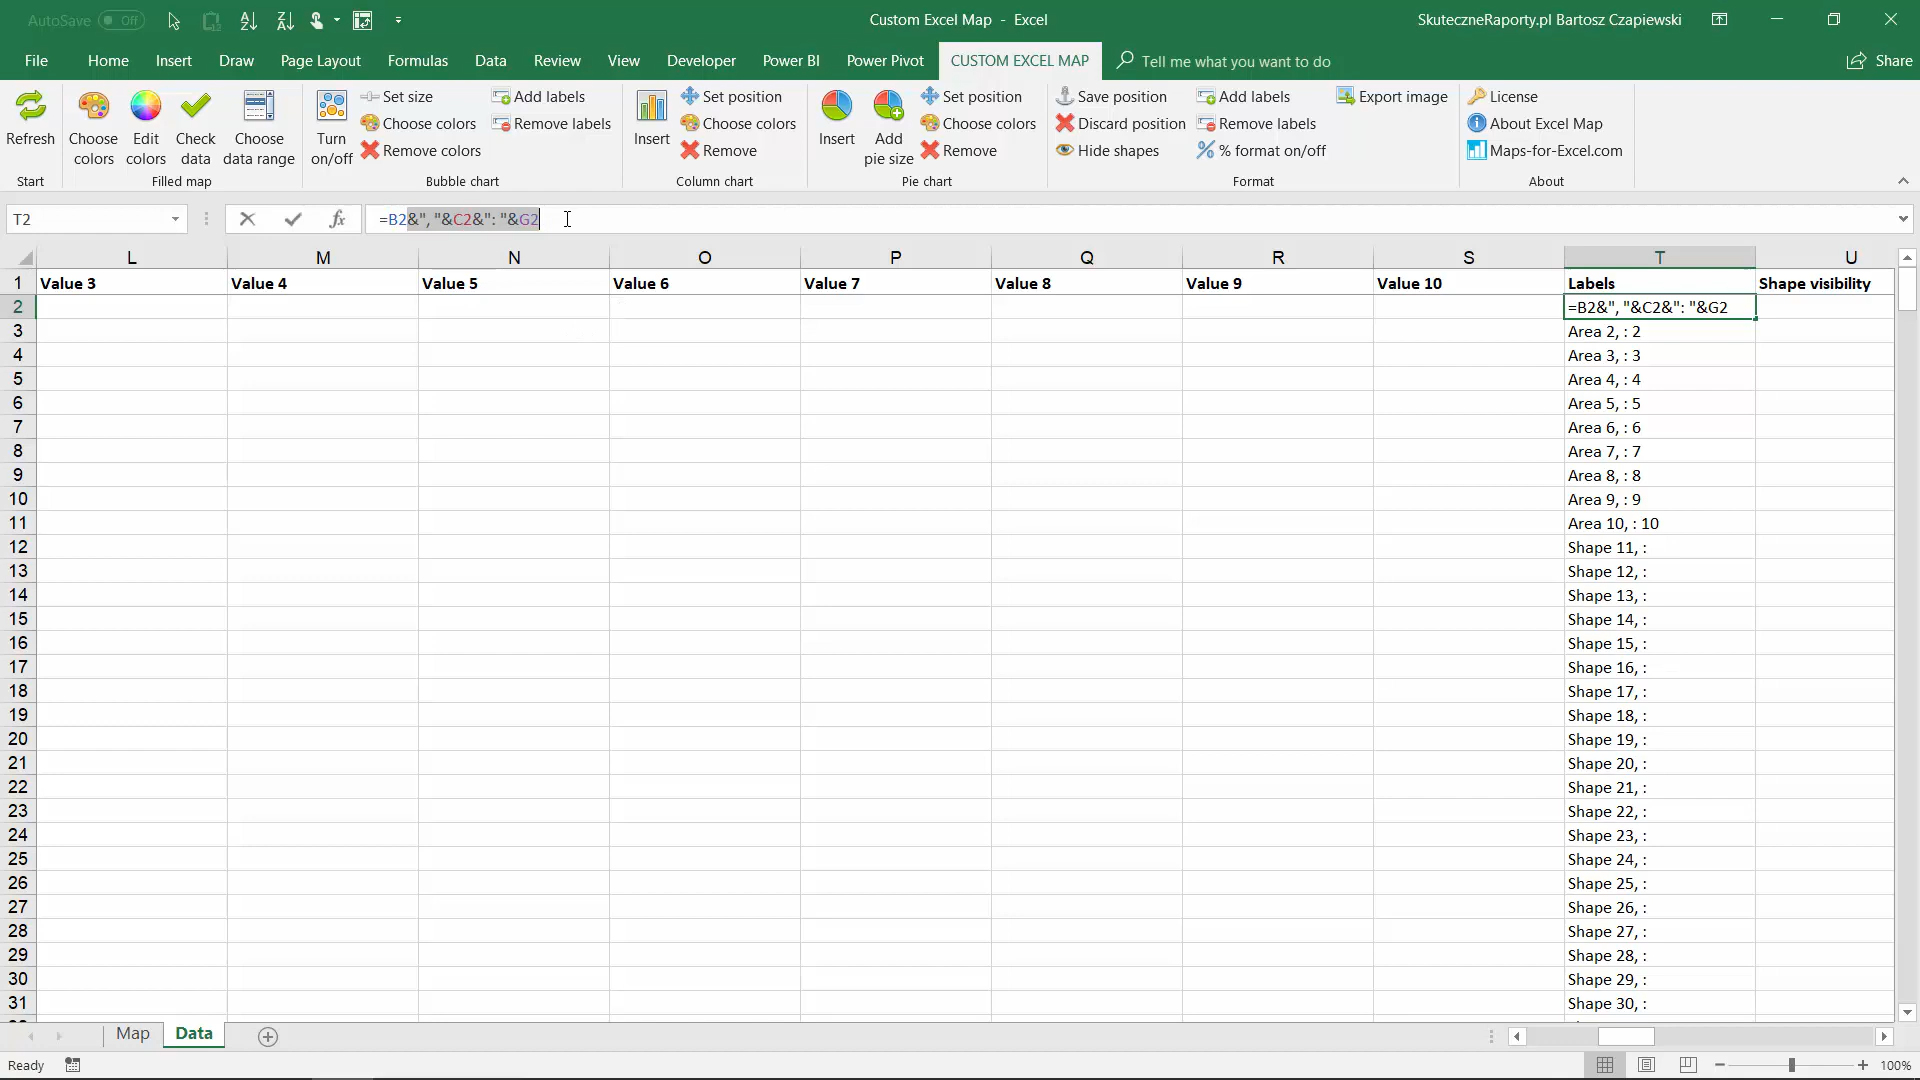 AutoSave Off
Custom Excel Map - Excel
SkuteczneRaporty.pl Bartosz Czapiewski
File Home Insert Draw Page Layout Formulas Data Review View Developer Power BI Power Pivot CUSTOM EXCEL MAP Tell me what you want to do Share
Refresh
Start
Choose colors
Edit colors
Check data
Choose data range
Filled map
Turn on/off
Set size
Choose colors
Remove colors
Add labels
Remove labels
Bubble chart
Insert
Set position
Choose colors
Remove
Column chart
Insert
Add pie size
Set position
Choose colors
Remove
Pie chart
Save position
Discard position
Hide shapes
Add labels
Remove labels
% format on/off
Export image
Format
License
About Excel Map
Maps-for-Excel.com
About
T2 fx =B2&", "&C2&": "&G2
L M N O P Q R S T U
1 Value 3 Value 4 Value 5 Value 6 Value 7 Value 8 Value 9 Value 10 Labels Shape visibility
2 =B2&", "&C2&": "&G2
3 Area 2, : 2
4 Area 3, : 3
5 Area 4, : 4
6 Area 5, : 5
7 Area 6, : 6
8 Area 7, : 7
9 Area 8, : 8
10 Area 9, : 9
11 Area 10, : 10
12 Shape 11, :
13 Shape 12, :
14 Shape 13, :
15 Shape 14, :
16 Shape 15, :
17 Shape 16, :
18 Shape 17, :
19 Shape 18, :
20 Shape 19, :
21 Shape 20, :
22 Shape 21, :
23 Shape 22, :
24 Shape 23, :
25 Shape 24, :
26 Shape 25, :
27 Shape 26, :
28 Shape 27, :
29 Shape 28, :
30 Shape 29, :
31 Shape 30, :
Map Data
Ready
100%